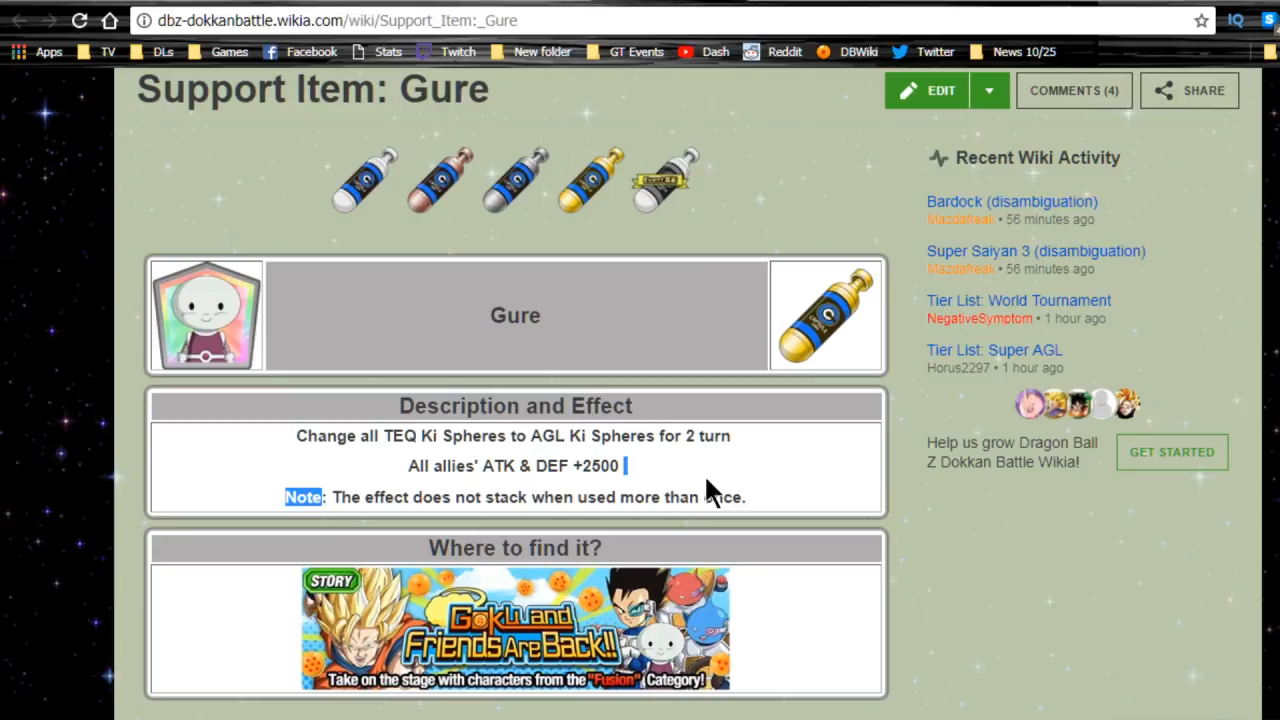 dbz-dokkanbattle.wikia.com/wiki/Support_Item:_Gure
IQ
S
Apps TV DLs Games Facebook Stats Twitch New folder GT Events Dash Reddit DBWiki Twitter News 10/25
Support Item: Gure
EDIT
COMMENTS (4)
SHARE
Event
Gure
Description and Effect
Change all TEQ Ki Spheres to AGL Ki Spheres for 2 turn
All allies' ATK & DEF +2500
Note: The effect does not stack when used more than once.
Where to find it?
STORY
Goku and
Friends Are Back!!
Take on the stage with characters from the "Fusion" Category!
Recent Wiki Activity
Bardock (disambiguation)
Mazdafreak • 56 minutes ago
Super Saiyan 3 (disambiguation)
Mazdafreak • 56 minutes ago
Tier List: World Tournament
NegativeSymptom • 1 hour ago
Tier List: Super AGL
Horus2297 • 1 hour ago
Help us grow Dragon Ball
Z Dokkan Battle Wikia!
GET STARTED